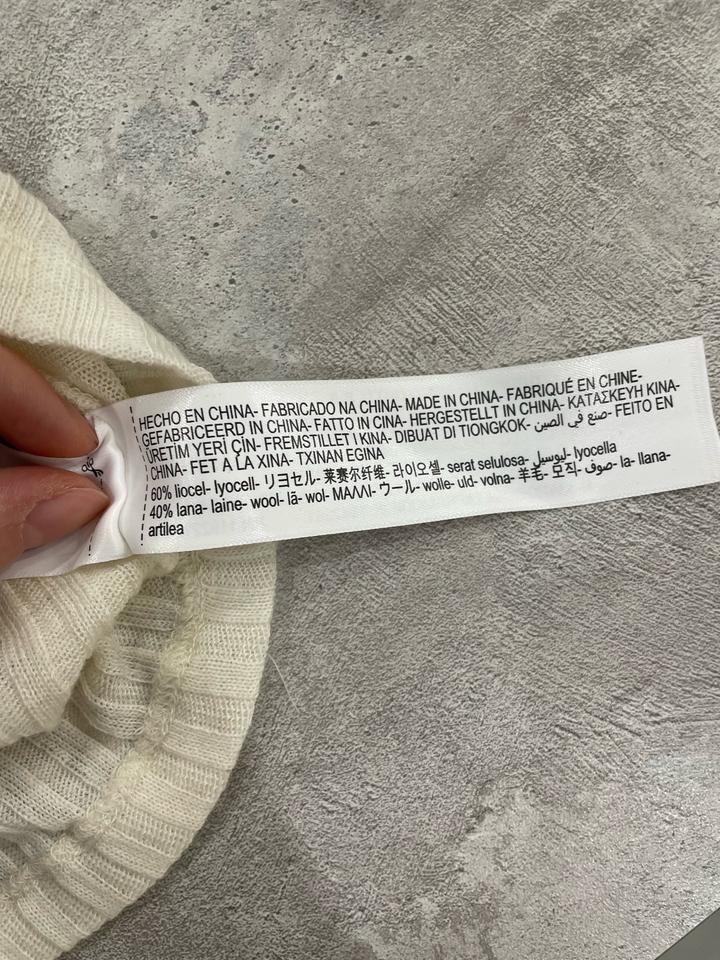 HECHO EN CHINA- FABRICADO NA CHINA- MADE IN CHINA- FABRIQUÉ EN CHINE-
GEFABRICEERD IN CHINA- FATTO IN CINA- HERGESTELLT IN CHINA- ΚΑΤΑΣΚΕΥΗ ΚΙΝΑ-
ÜRETİM YERİ ÇİN- FREMSTILLET I KINA- DIBUAT DI TIONGKOK- صنع في الصين- FEITO EN
CHINA- FET A LA XINA- TXINAN EGINA
60% liocel- lyocell- リヨセル- 莱赛尔纤维- 라이오셀- serat selulosa- ليوسيل- lyocella
40% lana- laine- wool- lã- wol- ΜΑΛΛΙ- ウール- wolle- uld- volna- 羊毛- 모직- صوف- la- llana-
artilea